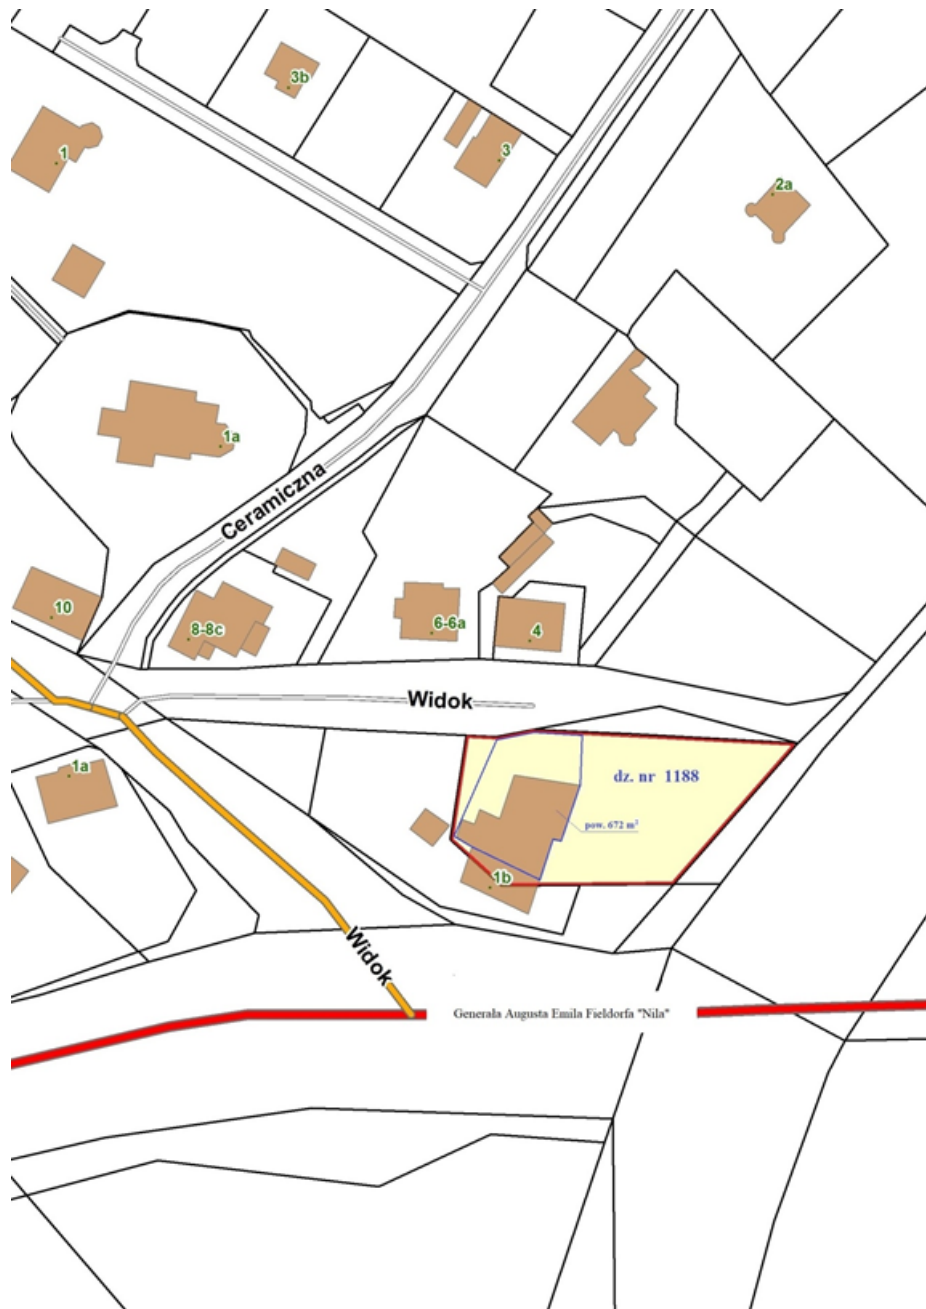 3b
1
3
2a
1a
Ceramiczna
10
8-8c
6-6a
4
Widok
1a
dz. nr 1188
pow. 672 m²
1b
Widok
Generała Augusta Emila Fieldorfa "Nila"